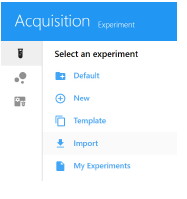 Acquisition Experiment
Select an experiment
Default
New
Template
Import
My Experiments